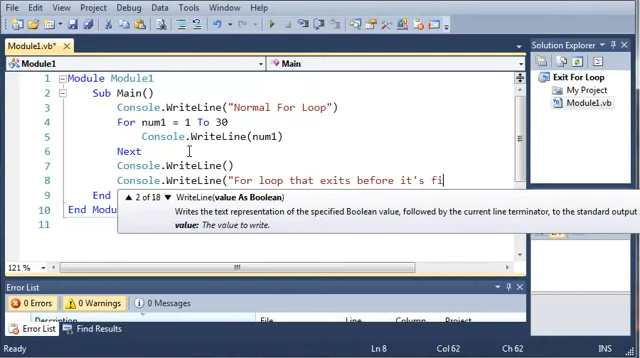 File Edit View Project Build Debug Data Tools Window Help
Module1.vb*
Solution Explorer
Module1
Main
Exit For Loop
My Project
Module1.vb
1 Module Module1
2 Sub Main()
3 Console.WriteLine("Normal For Loop")
4 For num1 = 1 To 30
5 Console.WriteLine(num1)
6 Next
7 Console.WriteLine()
8 Console.WriteLine("For loop that exits before it's fi
9 End
10 End Modu
11
2 of 18 WriteLine(value As Boolean)
Writes the text representation of the specified Boolean value, followed by the current line terminator, to the standard output
value: The value to write.
121 %
Error List
0 Errors
0 Warnings
0 Messages
Description File Line Column Project
Error List
Find Results
Ready
Ln 8
Col 62
Ch 62
INS